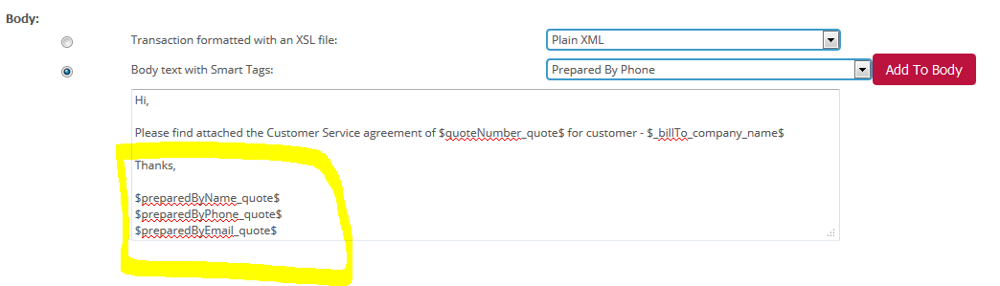 Body:
Transaction formatted with an XSL file: Plain XML
Body text with Smart Tags: Prepared By Phone Add To Body
Hi,
Please find attached the Customer Service agreement of $quoteNumber_quote$ for customer - $_billTo_company_name$
Thanks,
$preparedByName_quote$
$preparedByPhone_quote$
$preparedByEmail_quote$